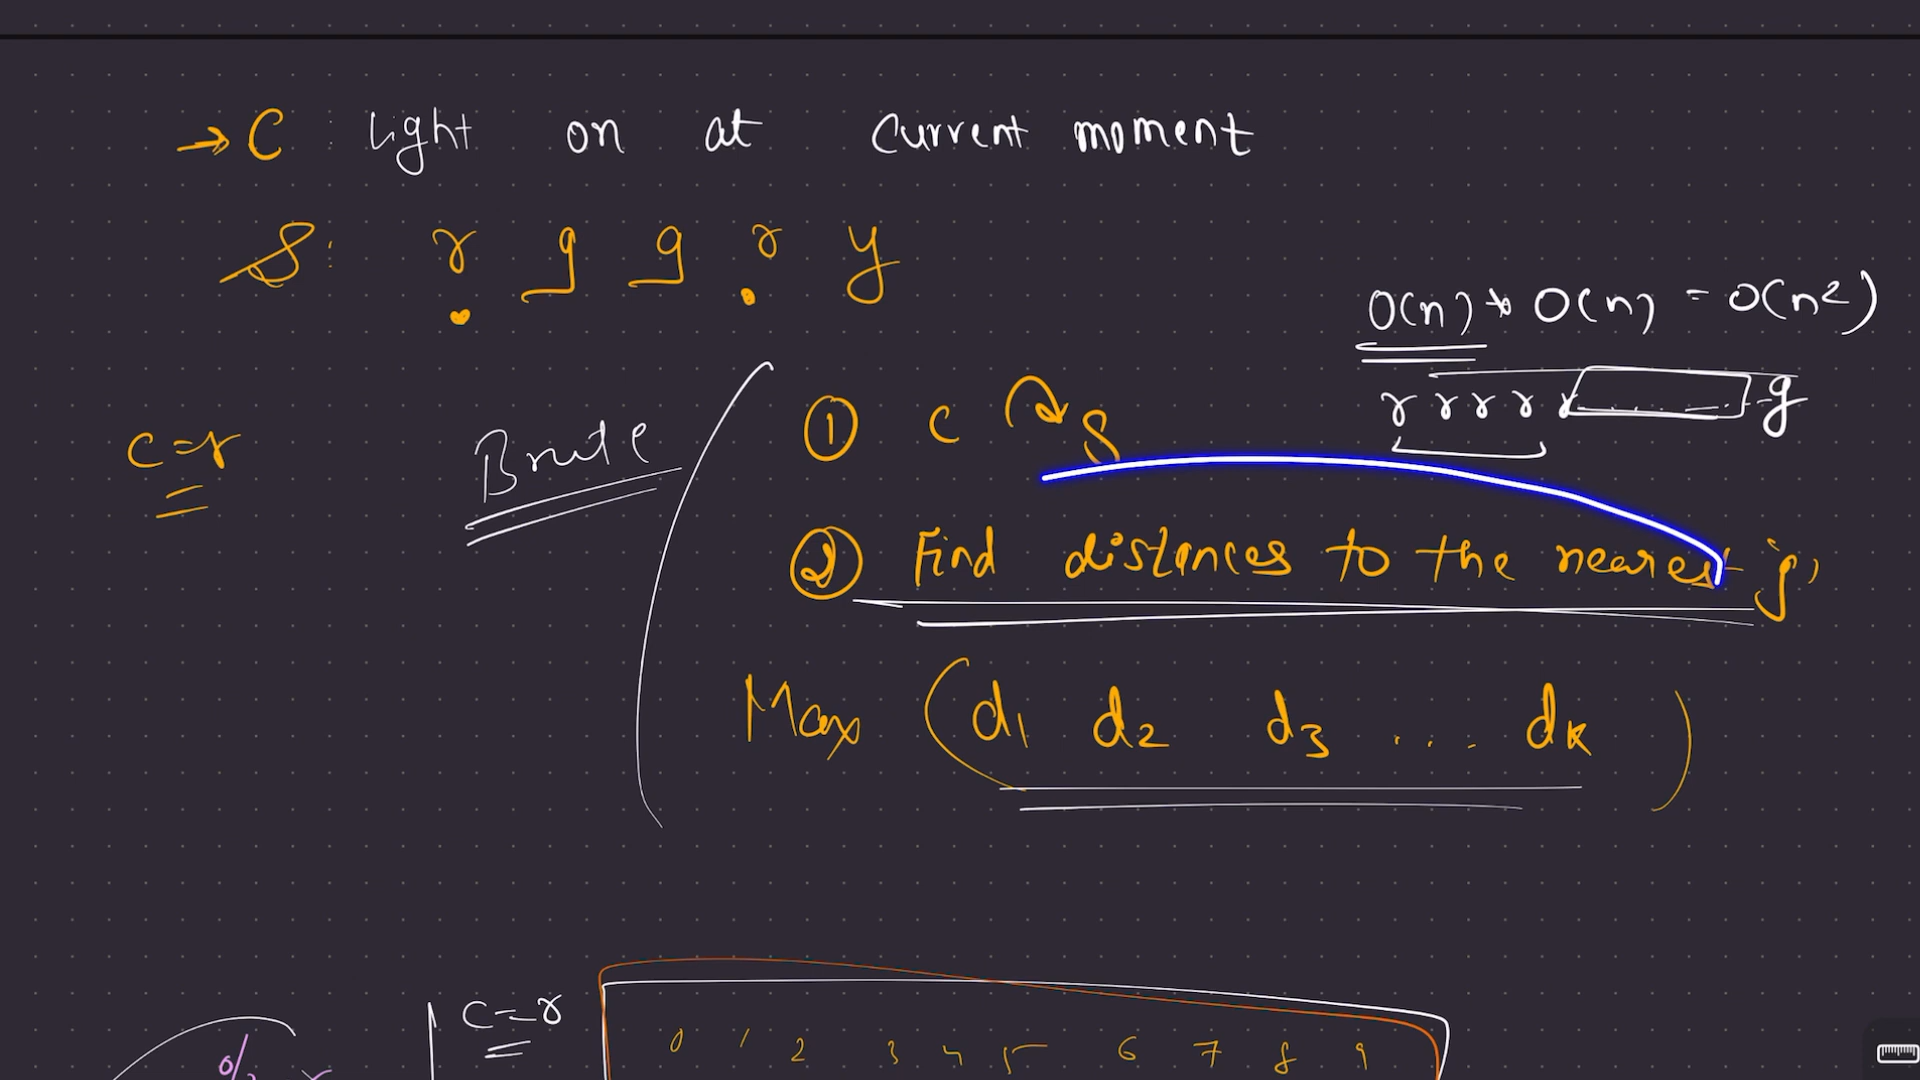 → C : Light on at current moment
S: r g g r y
O(n) * O(n) = O(n²)
r r r r r ....... g
c = r
Brute
① c S
② Find distances to the nearest 'g'
Max ( d1 d2 d3 ... dk )
c = r
0 1 2 3 4 5 6 7 8 9